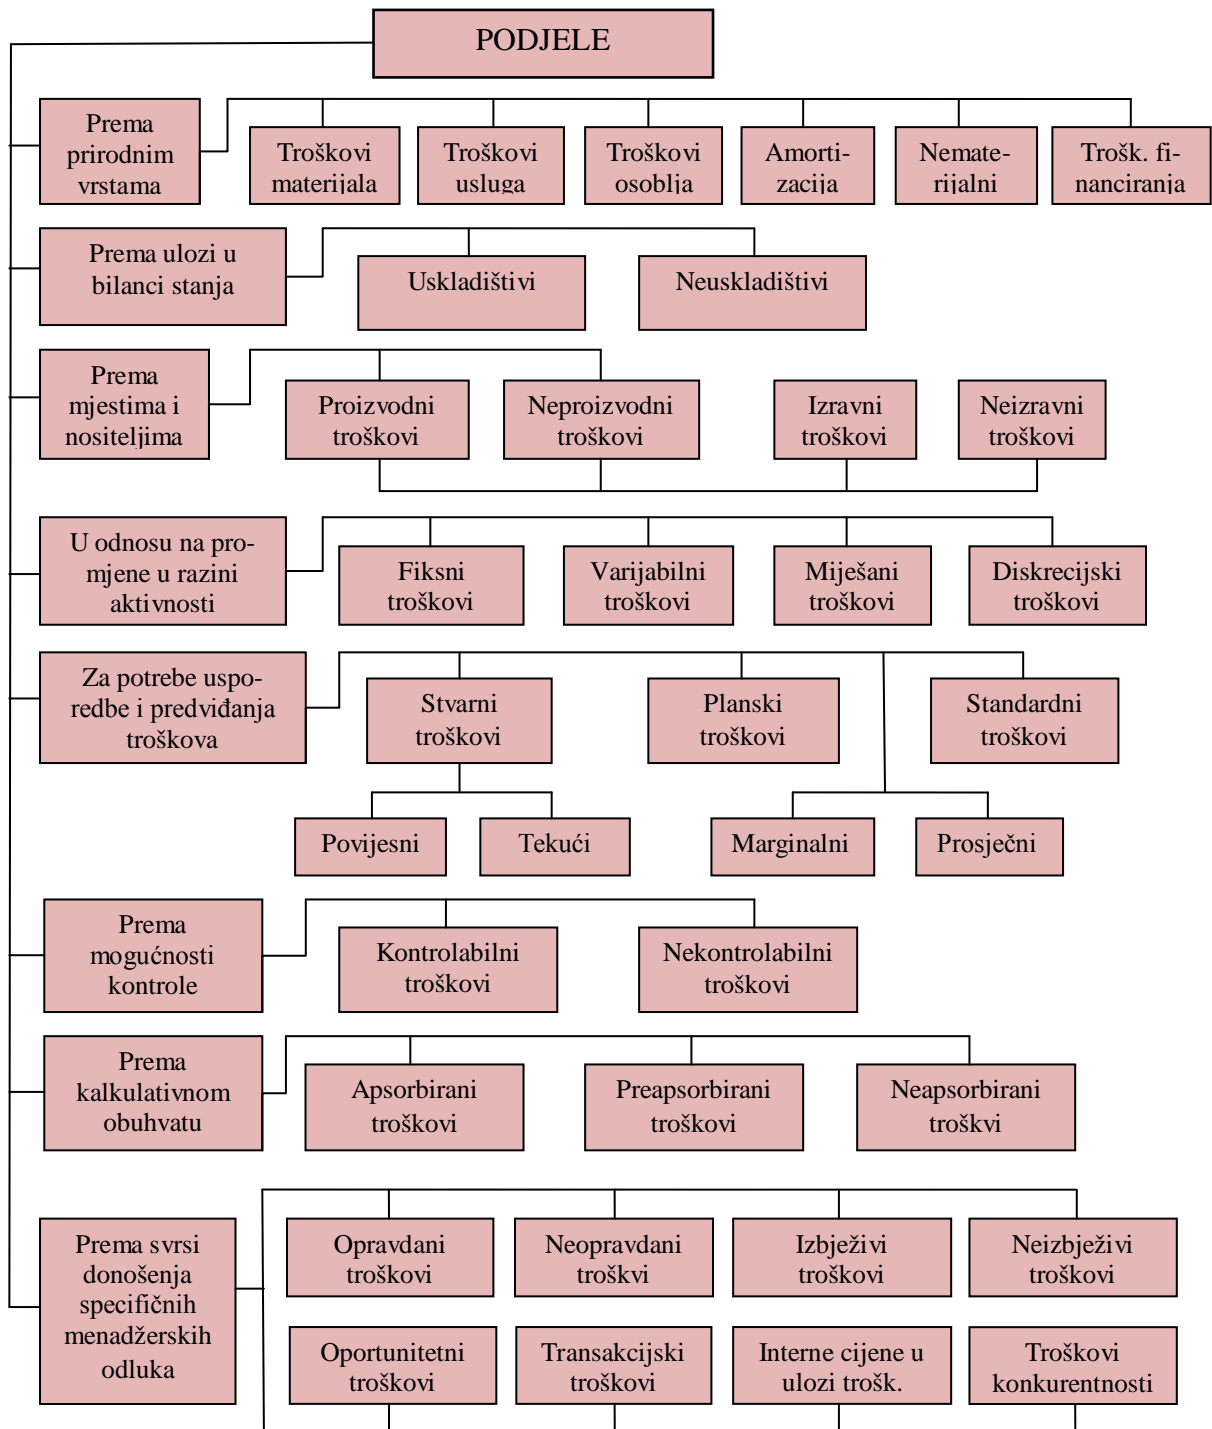 PODJELE
Prema
prirodnim
vrstama
Troškovi
materijala
Troškovi
usluga
Troškovi
osoblja
Amorti-
zacija
Nemate-
rijalni
Trošk. fi-
nanciranja
Prema ulozi u
bilanci stanja
Uskladištivi
Neuskladištivi
Prema
mjestima i
nositeljima
Proizvodni
troškovi
Neproizvodni
troškovi
Izravni
troškovi
Neizravni
troškovi
U odnosu na pro-
mjene u razini
aktivnosti
Fiksni
troškovi
Varijabilni
troškovi
Miješani
troškovi
Diskrecijski
troškovi
Za potrebe uspo-
redbe i predviđanja
troškova
Stvarni
troškovi
Planski
troškovi
Standardni
troškovi
Povijesni
Tekući
Marginalni
Prosječni
Prema
mogućnosti
kontrole
Kontrolabilni
troškovi
Nekontrolabilni
troškovi
Prema
kalkulativnom
obuhvatu
Apsorbirani
troškovi
Preapsorbirani
troškovi
Neapsorbirani
troškvi
Prema svrsi
donošenja
specifičnih
menadžerskih
odluka
Opravdani
troškovi
Neopravdani
troškvi
Izbježivi
troškovi
Neizbježivi
troškovi
Oportunitetni
troškovi
Transakcijski
troškovi
Interne cijene u
ulozi trošk.
Troškovi
konkurentnosti